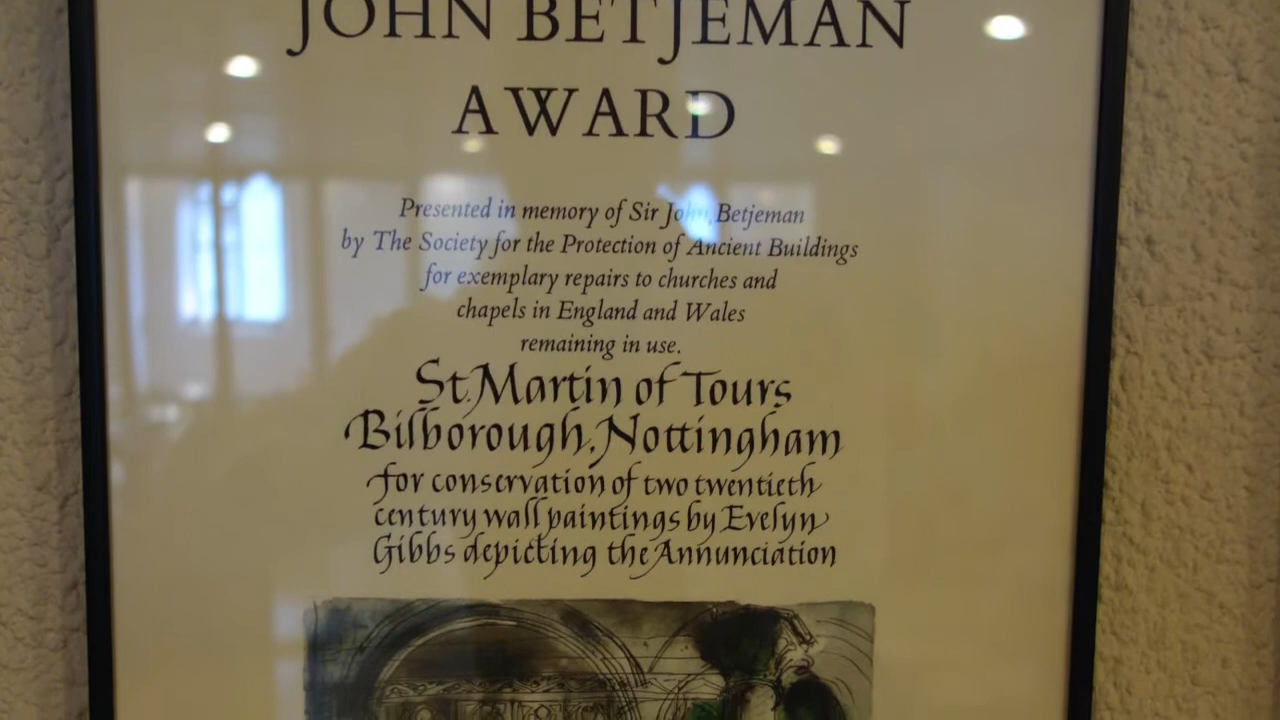 JOHN BETJEMAN
AWARD
Presented in memory of Sir John Betjeman
by The Society for the Protection of Ancient Buildings
for exemplary repairs to churches and
chapels in England and Wales
remaining in use.
St. Martin of Tours
Bilborough, Nottingham
for conservation of two twentieth
century wall paintings by Evelyn
Gibbs depicting the Annunciation